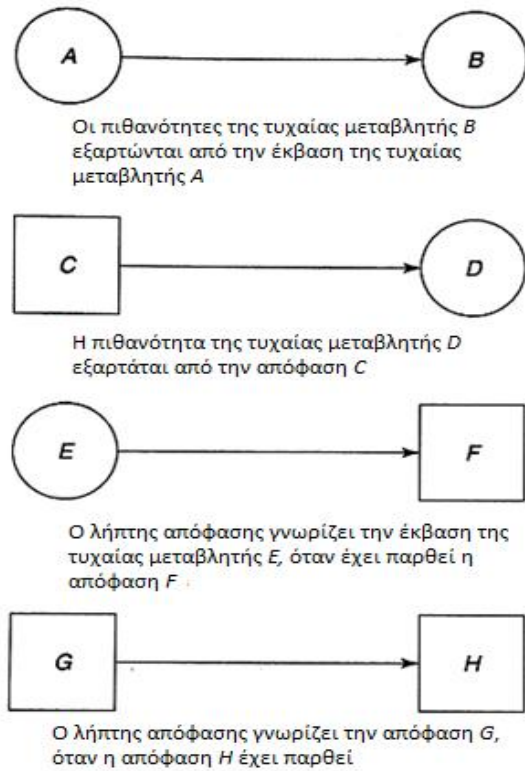 A B
Οι πιθανότητες της τυχαίας μεταβλητής B
εξαρτώνται από την έκβαση της τυχαίας
μεταβλητής A
C D
Η πιθανότητα της τυχαίας μεταβλητής D
εξαρτάται από την απόφαση C
E F
Ο λήπτης απόφασης γνωρίζει την έκβαση της
τυχαίας μεταβλητής E, όταν έχει παρθεί η
απόφαση F
G H
Ο λήπτης απόφασης γνωρίζει την απόφαση G,
όταν η απόφαση H έχει παρθεί